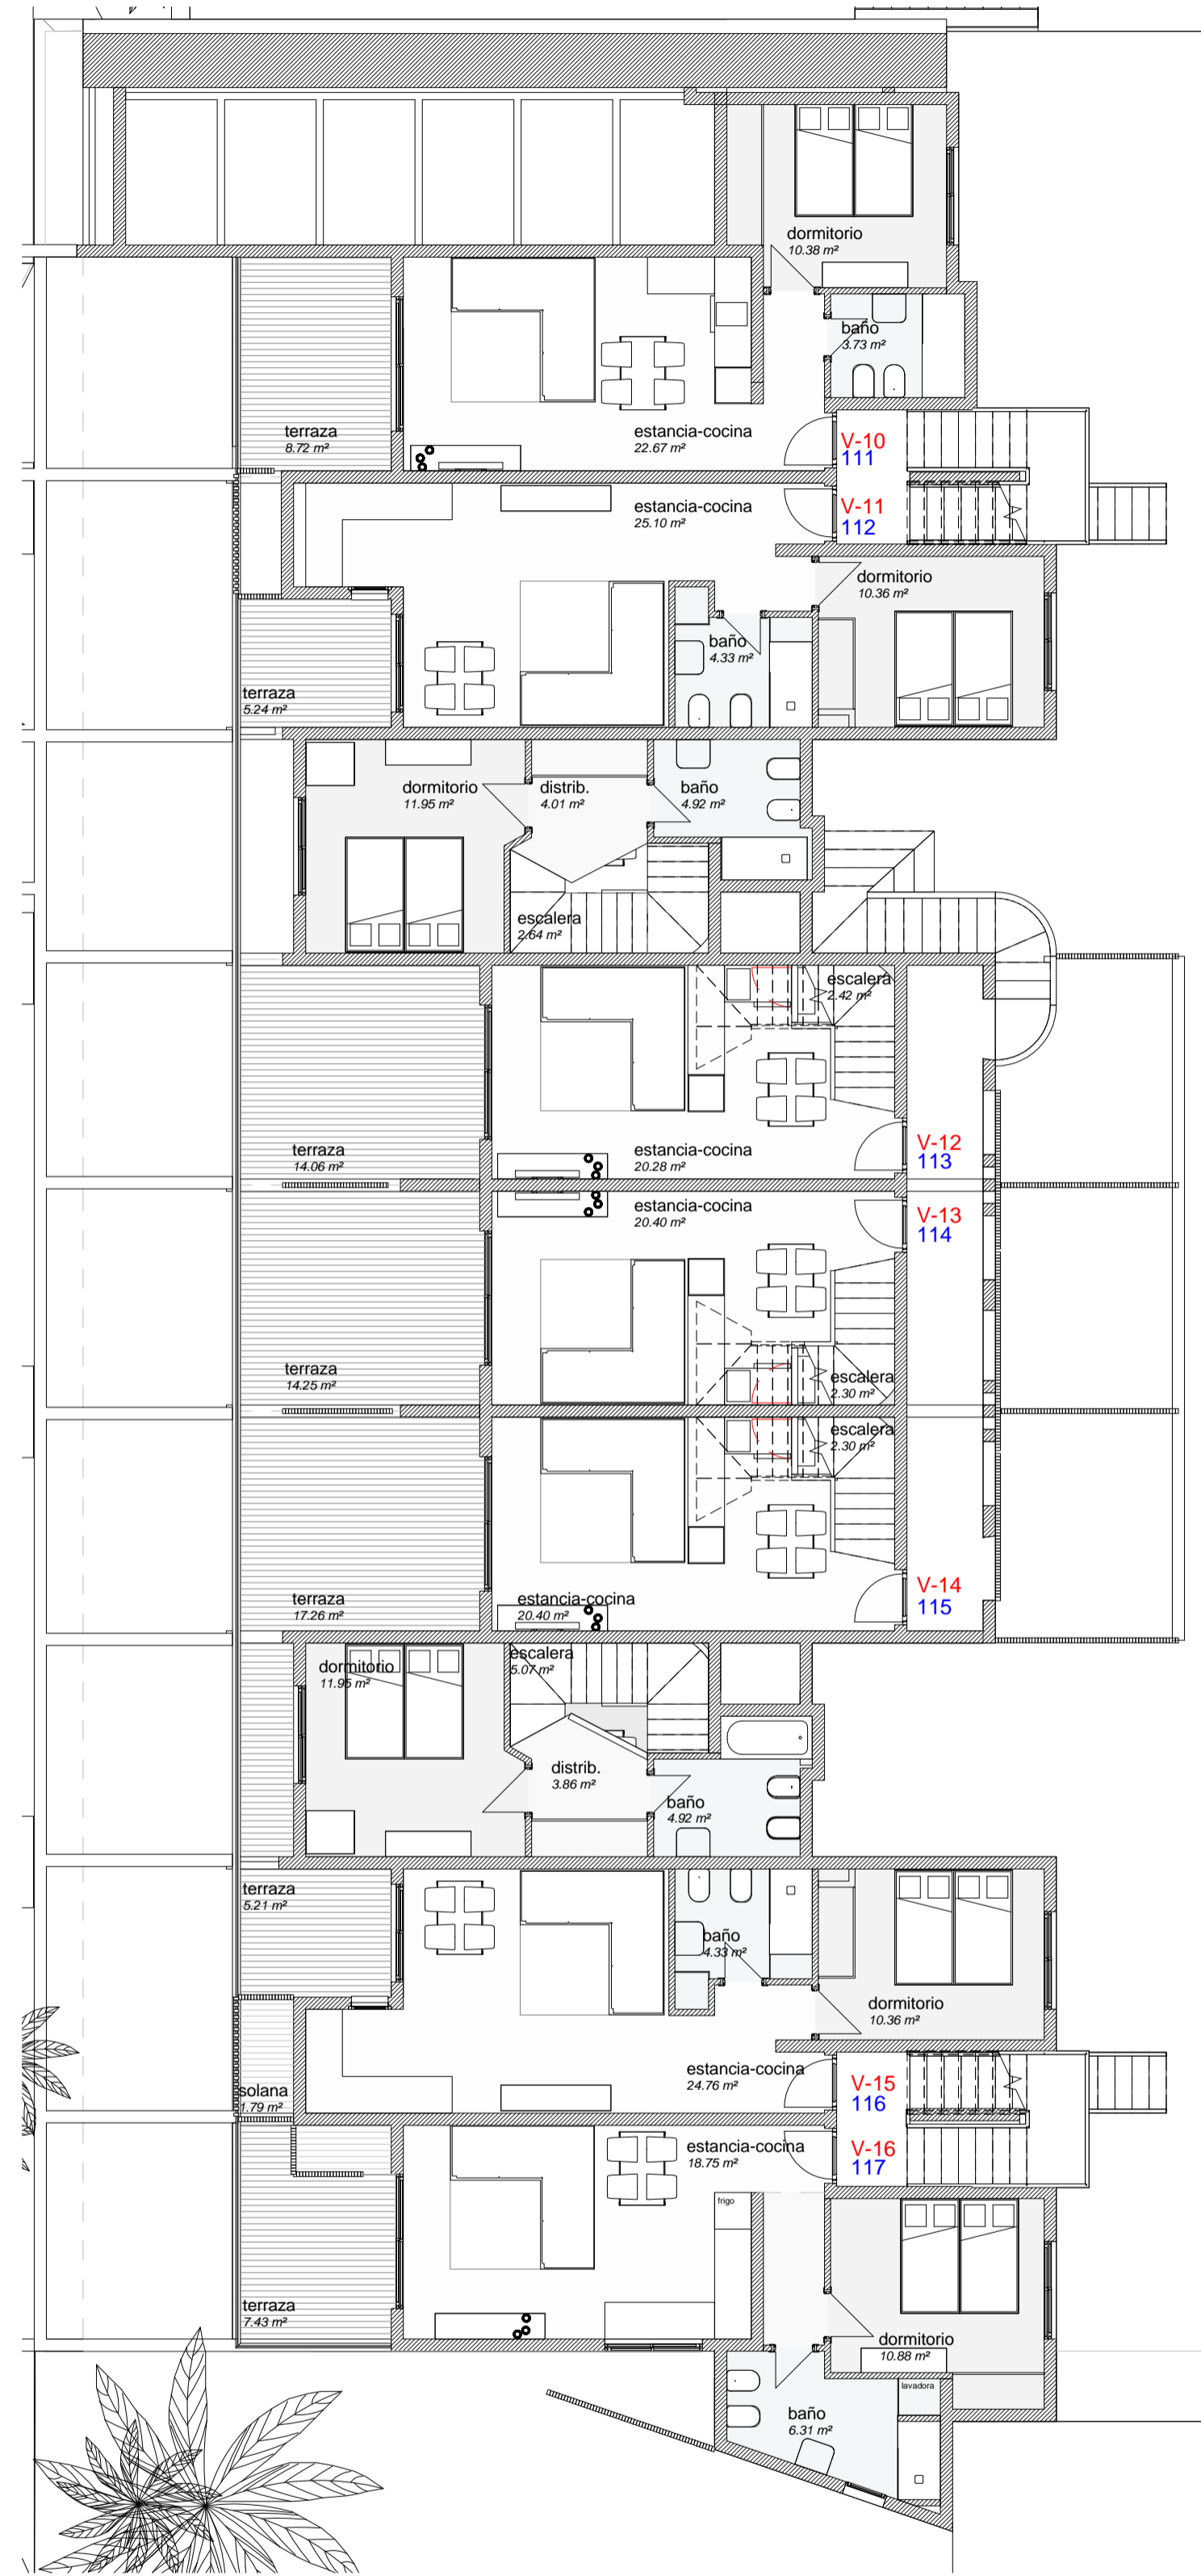 dormitorio
10.38 m²
baño
3.73 m²
terraza
8.72 m²
estancia-cocina
22.67 m²
V-10
111
V-11
112
estancia-cocina
25.10 m²
dormitorio
10.36 m²
baño
4.33 m²
terraza
5.24 m²
dormitorio
11.95 m²
distrib.
4.01 m²
baño
4.92 m²
escalera
2.64 m²
escalera
2.42 m²
terraza
14.06 m²
estancia-cocina
20.28 m²
V-12
113
estancia-cocina
20.40 m²
V-13
114
terraza
14.25 m²
escalera
2.30 m²
escalera
2.30 m²
terraza
17.26 m²
estancia-cocina
20.40 m²
V-14
115
dormitorio
11.95 m²
escalera
5.07 m²
distrib.
3.86 m²
baño
4.92 m²
terraza
5.21 m²
baño
4.33 m²
dormitorio
10.36 m²
solana
1.79 m²
estancia-cocina
24.76 m²
V-15
116
estancia-cocina
18.75 m²
V-16
117
frigo
terraza
7.43 m²
dormitorio
10.88 m²
lavadora
baño
6.31 m²